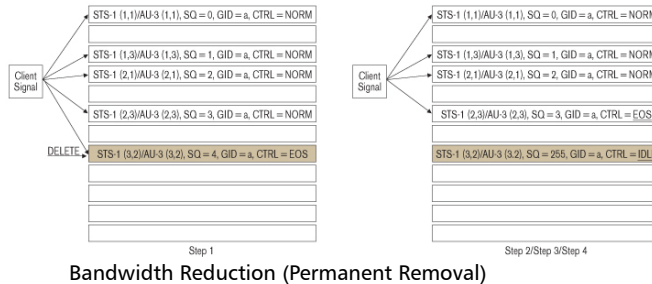 STS-1 (1,1)/AU-3 (1,1), SQ = 0, GID = a, CTRL = NORM
STS-1 (1,3)/AU-3 (1,3), SQ = 1, GID = a, CTRL = NORM
STS-1 (2,1)/AU-3 (2,1), SQ = 2, GID = a, CTRL = NORM
Client
Signal
STS-1 (2,3)/AU-3 (2,3), SQ = 3, GID = a, CTRL = NORM
DELETE
STS-1 (3,2)/AU-3 (3,2), SQ = 4, GID = a, CTRL = EOS
Step 1
STS-1 (1,1)/AU-3 (1,1), SQ = 0, GID = a, CTRL = NORM
STS-1 (1,3)/AU-3 (1,3), SQ = 1, GID = a, CTRL = NORM
STS-1 (2,1)/AU-3 (2,1), SQ = 2, GID = a, CTRL = NORM
Client
Signal
STS-1 (2,3)/AU-3 (2,3), SQ = 3, GID = a, CTRL = EOS
STS-1 (3,2)/AU-3 (3.2), SQ = 255, GID = a, CTRL = IDL
Step 2/Step 3/Step 4
Bandwidth Reduction (Permanent Removal)